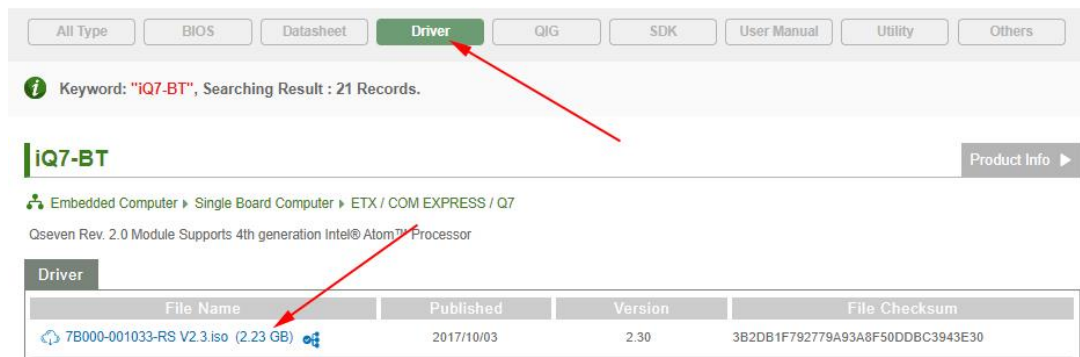 All Type BIOS Datasheet Driver QIG SDK User Manual Utility Others
Keyword: "iQ7-BT", Searching Result : 21 Records.
iQ7-BT
Product Info
Embedded Computer Single Board Computer ETX / COM EXPRESS / Q7
Qseven Rev. 2.0 Module Supports 4th generation Intel® Atom™ Processor
Driver
File Name Published Version File Checksum
7B000-001033-RS V2.3.iso (2.23 GB) 2017/10/03 2.30 3B2DB1F792779A93A8F50DDBC3943E30